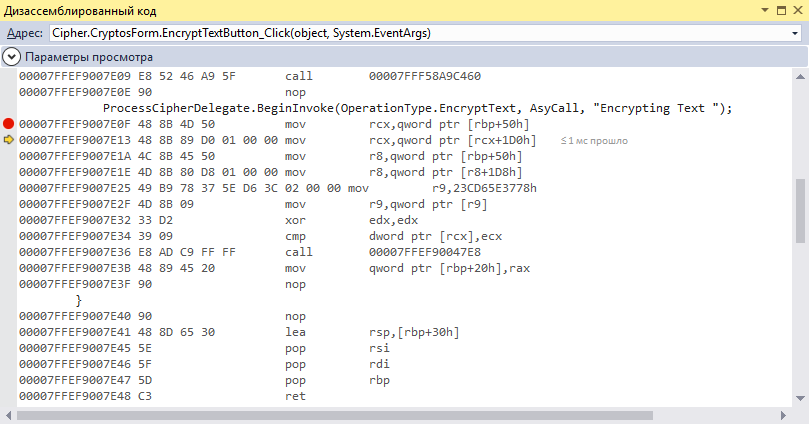 Дизассемблированный код
Адрес: Cipher.CryptosForm.EncryptTextButton_Click(object, System.EventArgs)
Параметры просмотра
00007FFEF9007E09 E8 52 46 A9 5F call 00007FFF58A9C460
00007FFEF9007E0E 90 nop
ProcessCipherDelegate.BeginInvoke(OperationType.EncryptText, AsyCall, "Encrypting Text ");
00007FFEF9007E0F 48 8B 4D 50 mov rcx,qword ptr [rbp+50h]
00007FFEF9007E13 48 8B 89 D0 01 00 00 mov rcx,qword ptr [rcx+1D0h] ≤ 1 мс прошло
00007FFEF9007E1A 4C 8B 45 50 mov r8,qword ptr [rbp+50h]
00007FFEF9007E1E 4D 8B 80 D8 01 00 00 mov r8,qword ptr [r8+1D8h]
00007FFEF9007E25 49 B9 78 37 5E D6 3C 02 00 00 mov r9,23CD65E3778h
00007FFEF9007E2F 4D 8B 09 mov r9,qword ptr [r9]
00007FFEF9007E32 33 D2 xor edx,edx
00007FFEF9007E34 39 09 cmp dword ptr [rcx],ecx
00007FFEF9007E36 E8 AD C9 FF FF call 00007FFEF90047E8
00007FFEF9007E3B 48 89 45 20 mov qword ptr [rbp+20h],rax
00007FFEF9007E3F 90 nop
}
00007FFEF9007E40 90 nop
00007FFEF9007E41 48 8D 65 30 lea rsp,[rbp+30h]
00007FFEF9007E45 5E pop rsi
00007FFEF9007E46 5F pop rdi
00007FFEF9007E47 5D pop rbp
00007FFEF9007E48 C3 ret